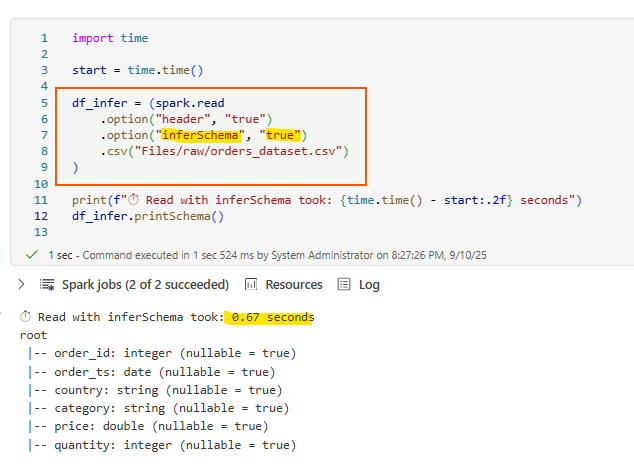 1 import time
2
3 start = time.time()
4
5 df_infer = (spark.read
6 .option("header", "true")
7 .option("inferSchema", "true")
8 .csv("Files/raw/orders_dataset.csv")
9 )
10
11 print(f"⏱ Read with inferSchema took: {time.time() - start:.2f} seconds")
12 df_infer.printSchema()
13
1 sec - Command executed in 1 sec 524 ms by System Administrator on 8:27:26 PM, 9/10/25
Spark jobs (2 of 2 succeeded) Resources Log
⏱ Read with inferSchema took: 0.67 seconds
root
|-- order_id: integer (nullable = true)
|-- order_ts: date (nullable = true)
|-- country: string (nullable = true)
|-- category: string (nullable = true)
|-- price: double (nullable = true)
|-- quantity: integer (nullable = true)